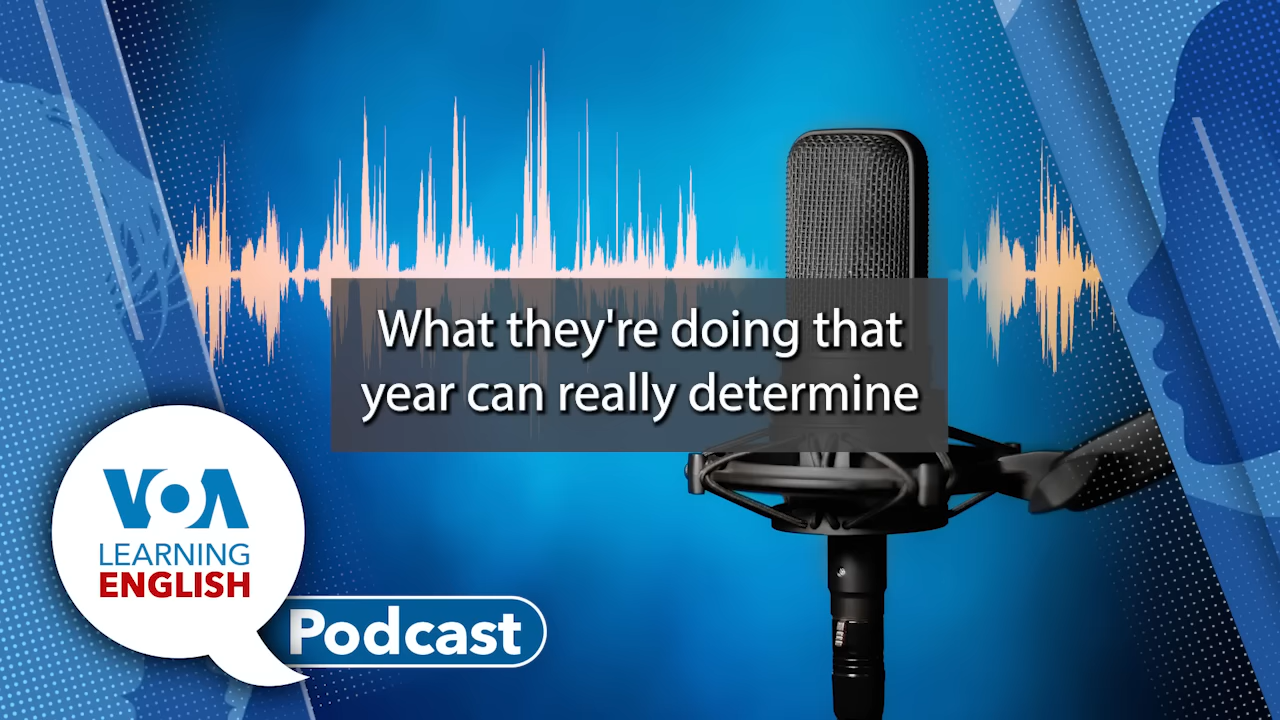 What they're doing that
year can really determine
VOA
LEARNING
ENGLISH
Podcast